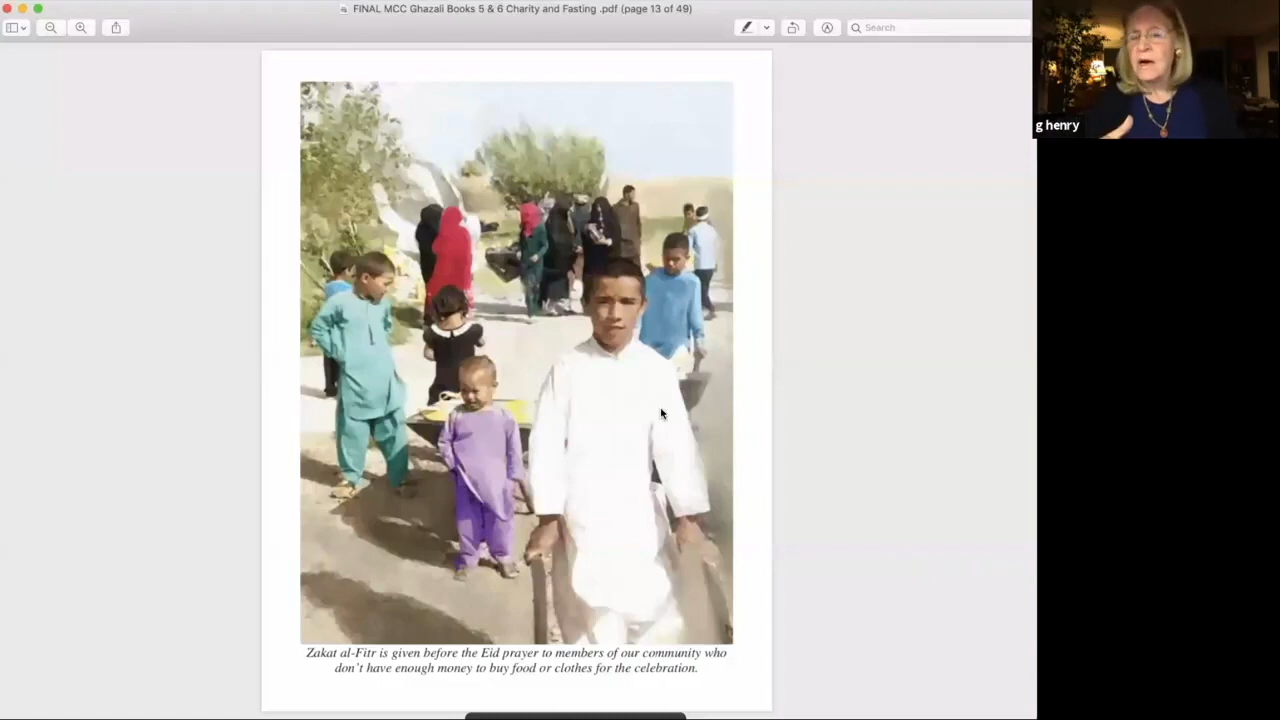 FINAL MCC Ghazali Books 5 & 6 Charity and Fasting .pdf (page 13 of 49)
Search
g henry
Zakat al-Fitr is given before the Eid prayer to members of our community who
don't have enough money to buy food or clothes for the celebration.